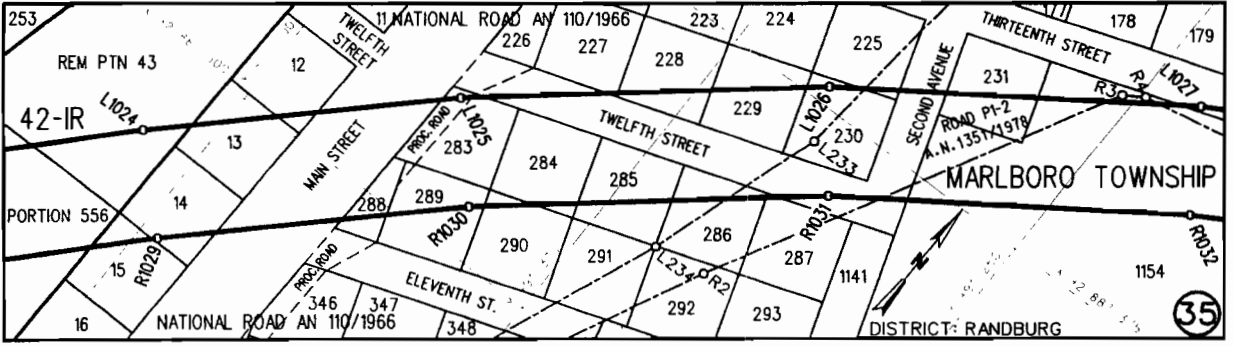 253
11 NATIONAL ROAD AN 110/1966
223
224
178
179
TWELFTH
STREET
226
227
228
225
THIRTEENTH STREET
REM PTN 43
12
SECOND AVENUE
231
L1027
42-IR
L1024
PROC. ROAD
L1025
229
L1026
230
R3
R4
ROAD P1-2
A.N. 1351/1978
13
MAIN STREET
283
TWELFTH STREET
L233
284
285
MARLBORO TOWNSHIP
14
288
289
PORTION 556
R1029
R1030
R1031
R1032
290
291
286
287
15
PROC. ROAD
ELEVENTH ST.
L234
R2
1141
N
1154
16
346
347
348
292
293
NATIONAL ROAD AN 110/1966
DISTRICT: RANDBURG
35